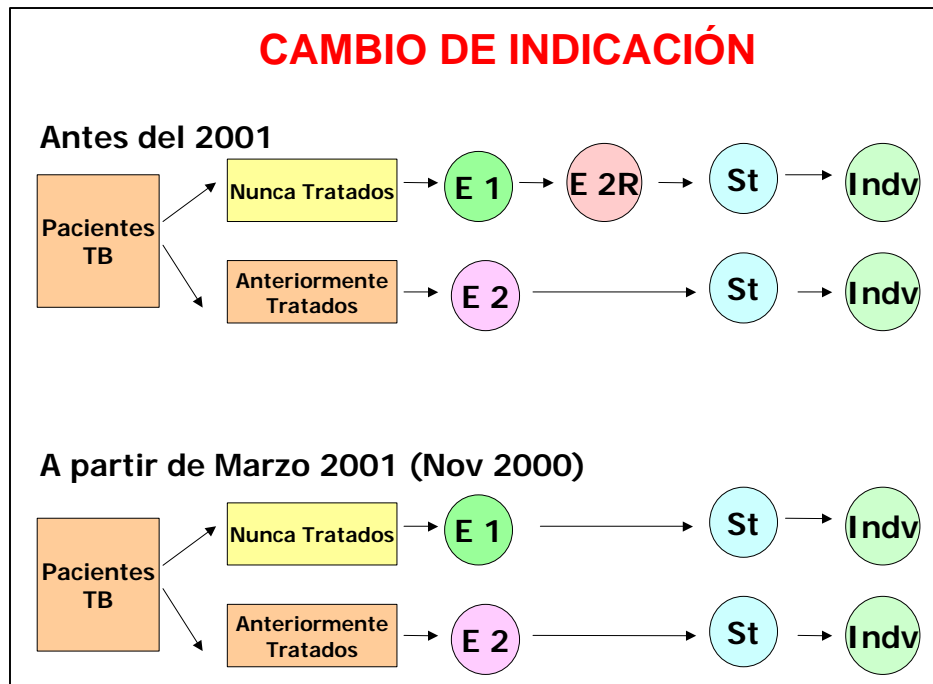 CAMBIO DE INDICACIÓN
Antes del 2001
Pacientes
TB
Nunca Tratados
E 1
E 2R
St
Indv
Anteriormente
Tratados
E 2
St
Indv
A partir de Marzo 2001 (Nov 2000)
Pacientes
TB
Nunca Tratados
E 1
St
Indv
Anteriormente
Tratados
E 2
St
Indv